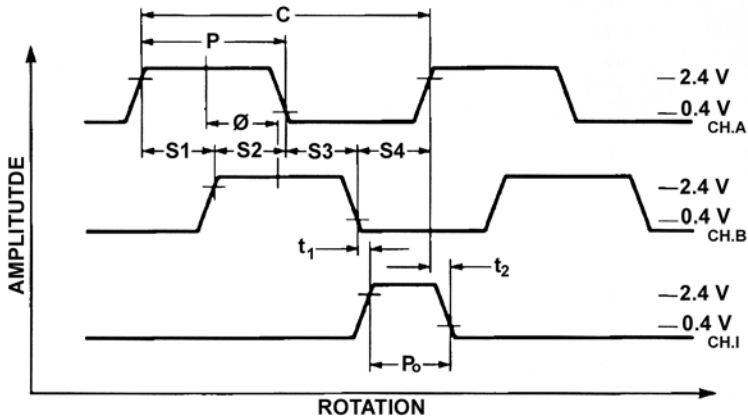 C
P
2.4 V
0.4 V
CH.A
Ø
S1 S2 S3 S4
2.4 V
0.4 V
CH.B
t1
t2
2.4 V
0.4 V
CH.I
Po
AMPLITUTDE
ROTATION